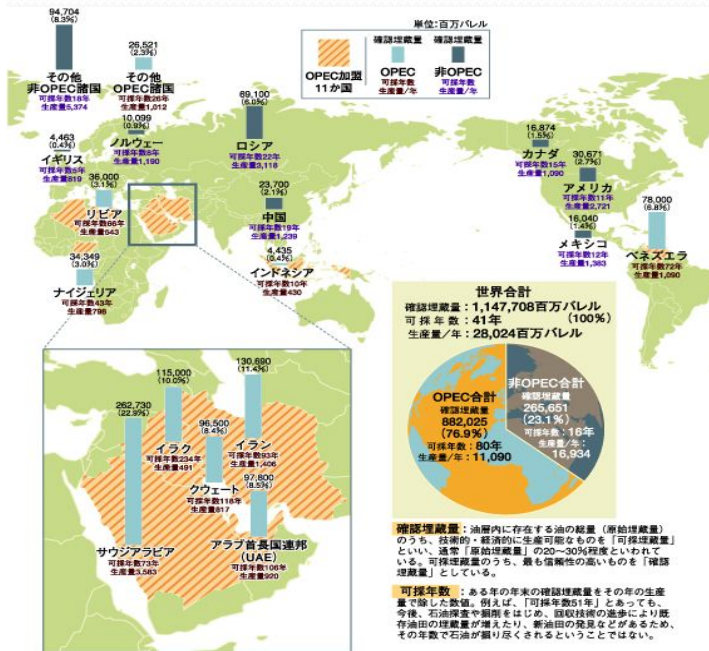 単位:百万バレル
OPEC加盟
11か国
確認埋蔵量
OPEC
可採年数
生産量/年
確認埋蔵量
非OPEC
可採年数
生産量/年
94,704
(8.3%)
その他
非OPEC諸国
可採年数18年
生産量5,374
26,521
(2.3%)
その他
OPEC諸国
可採年数26年
生産量1,012
4,463
(0.4%)
イギリス
可採年数5年
生産量819
10,099
(0.9%)
ノルウェー
可採年数8年
生産量1,190
69,100
(6.0%)
ロシア
可採年数22年
生産量3,118
36,000
(3.1%)
リビア
可採年数66年
生産量543
34,349
(3.0%)
ナイジェリア
可採年数43年
生産量798
23,700
(2.1%)
中国
可採年数19年
生産量1,239
4,435
(0.4%)
インドネシア
可採年数10年
生産量430
16,874
(1.5%)
カナダ
可採年数15年
生産量1,090
30,671
(2.7%)
アメリカ
可採年数11年
生産量2,721
16,040
(1.4%)
メキシコ
可採年数12年
生産量1,383
78,000
(6.8%)
ベネズエラ
可採年数72年
生産量1,090
262,730
(22.9%)
サウジアラビア
可採年数73年
生産量3,583
115,000
(10.0%)
イラク
可採年数234年
生産量491
96,500
(8.4%)
クウェート
可採年数118年
生産量817
130,690
(11.4%)
イラン
可採年数93年
生産量1,406
97,800
(8.5%)
アラブ首長国連邦
(UAE)
可採年数106年
生産量920
世界合計
確認埋蔵量:1,147,708百万バレル
可採年数:41年 (100%)
生産量/年:28,024百万バレル
OPEC合計
確認埋蔵量
882,025
(76.9%)
可採年数:80年
生産量/年:11,090
非OPEC合計
確認埋蔵量
265,651
(23.1%)
可採年数:16年
生産量/年:
16,934
確認埋蔵量:油層内に存在する油の総量(原始埋蔵量)
のうち、技術的・経済的に生産可能なものを「可採埋蔵量」
といい、通常「原始埋蔵量」の20~30%程度といわれて
いる。可採埋蔵量のうち、最も信頼性の高いものを「確認
埋蔵量」としている。
可採年数:ある年の年末の確認埋蔵量をその年の生産
量で除した数値。例えば、「可採年数51年」とあっても、
今後、石油探査や掘削をはじめ、回収技術の進歩により既
存油田の埋蔵量が増えたり、新油田の発見などがあるため、
その年数で石油が掘り尽くされるということではない。